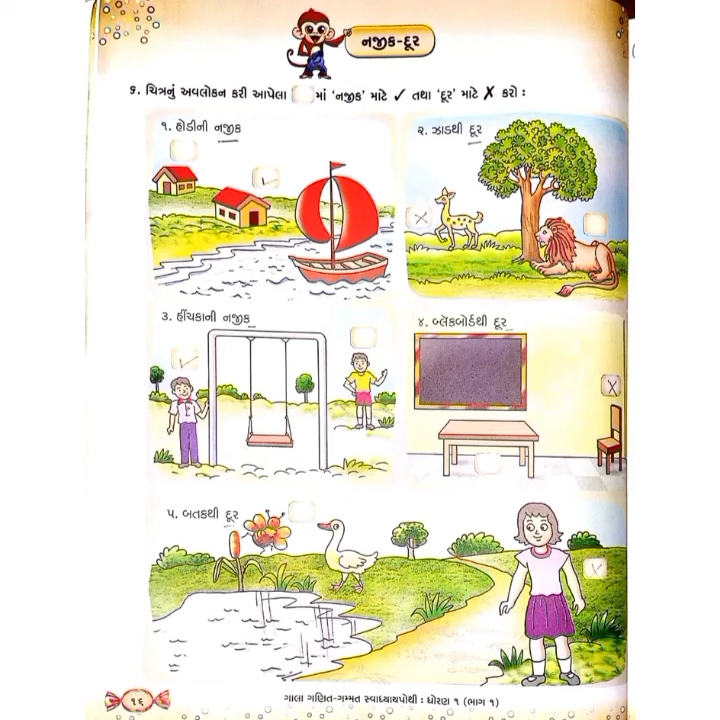 નજીક-દૂર
૧. ચિત્રનું અવલોકન કરી આપેલા માં ‘નજીક’ માટે ✓ તથા ‘દૂર’ માટે ✗ કરો :
૧. હોડીની નજીક
૨. ઝાડથી દૂર
૩. હીંચકાની નજીક
૪. બ્લૅકબોર્ડથી દૂર
૫. બતકથી દૂર
૧૬
ગાલા ગણિત-ગમ્મત સ્વાધ્યાયપોથી : ધોરણ ૧ (ભાગ ૧)